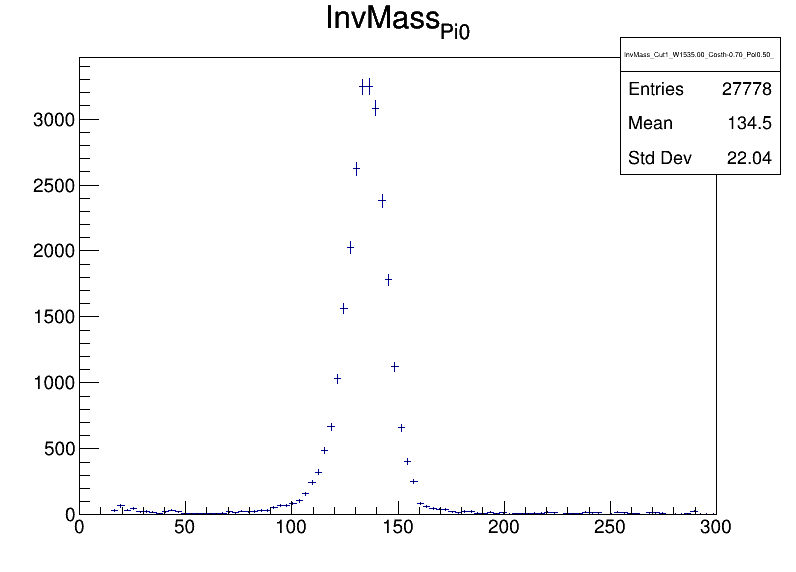 InvMass_Pi0
InvMass_Cut1_W1535.00_Costh-0.70_Pol0.50_
Entries 27778
Mean 134.5
Std Dev 22.04
3000
2500
2000
1500
1000
500
0
0 50 100 150 200 250 300